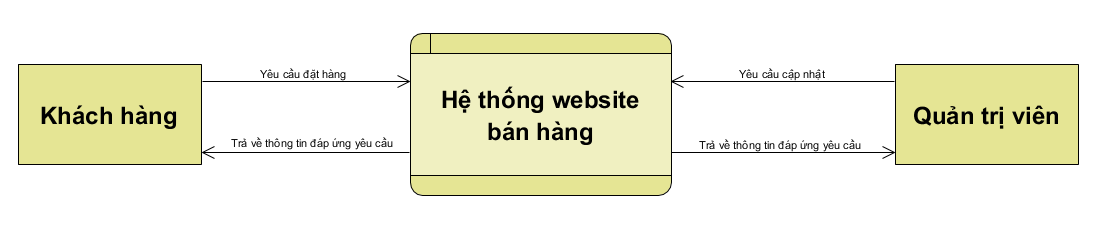 Yêu cầu đặt hàng
Yêu cầu cập nhật
Khách hàng
Hệ thống website
bán hàng
Quản trị viên
Trả về thông tin đáp ứng yêu cầu
Trả về thông tin đáp ứng yêu cầu